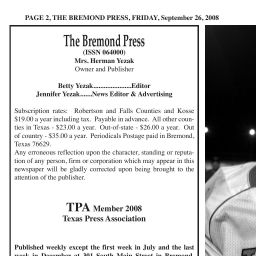 PAGE 2, THE BREMOND PRESS, FRIDAY, September 26, 2008
The Bremond Press
(ISSN 064000)
Mrs. Herman Yezak
Owner and Publisher
Betty Yezak......................Editor
Jennifer Yezak.......News Editor & Advertising
Subscription rates: Robertson and Falls Counties and Kosse
$19.00 a year including tax. Payable in advance. All other coun-
ties in Texas - $23.00 a year. Out-of-state - $26.00 a year. Out
of country - $35.00 a year. Periodicals Postage paid in Bremond,
Texas 76629.
Any erroneous reflection upon the character, standing or reputa-
tion of any person, firm or corporation which may appear in this
newspaper will be gladly corrected upon being brought to the
attention of the publisher.
TPA Member 2008
Texas Press Association
Published weekly except the first week in July and the last
week in December at 301 South Main Street in Bremond,